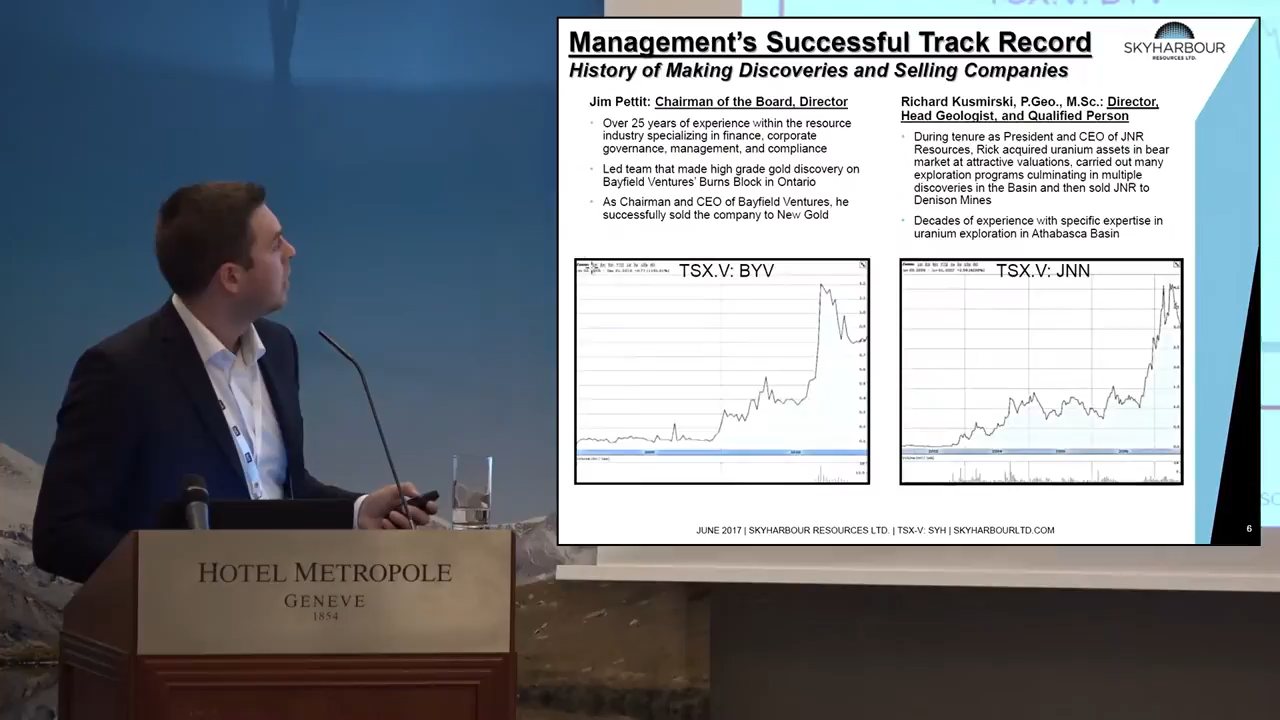 Management's Successful Track Record
History of Making Discoveries and Selling Companies
SKYHARBOUR
RESOURCES LTD.
Jim Pettit: Chairman of the Board, Director
Over 25 years of experience within the resource
industry specializing in finance, corporate
governance, management, and compliance
Led team that made high grade gold discovery on
Bayfield Ventures' Burns Block in Ontario
As Chairman and CEO of Bayfield Ventures, he
successfully sold the company to New Gold
Richard Kusmirski, P.Geo., M.Sc.: Director,
Head Geologist, and Qualified Person
During tenure as President and CEO of JNR
Resources, Rick acquired uranium assets in bear
market at attractive valuations, carried out many
exploration programs culminating in multiple
discoveries in the Basin and then sold JNR to
Denison Mines
Decades of experience with specific expertise in
uranium exploration in Athabasca Basin
TSX.V: BYV
TSX.V: JNN
JUNE 2017 | SKYHARBOUR RESOURCES LTD. | TSX-V: SYH | SKYHARBOURLTD.COM
6
HOTEL METROPOLE
GENEVE
1854